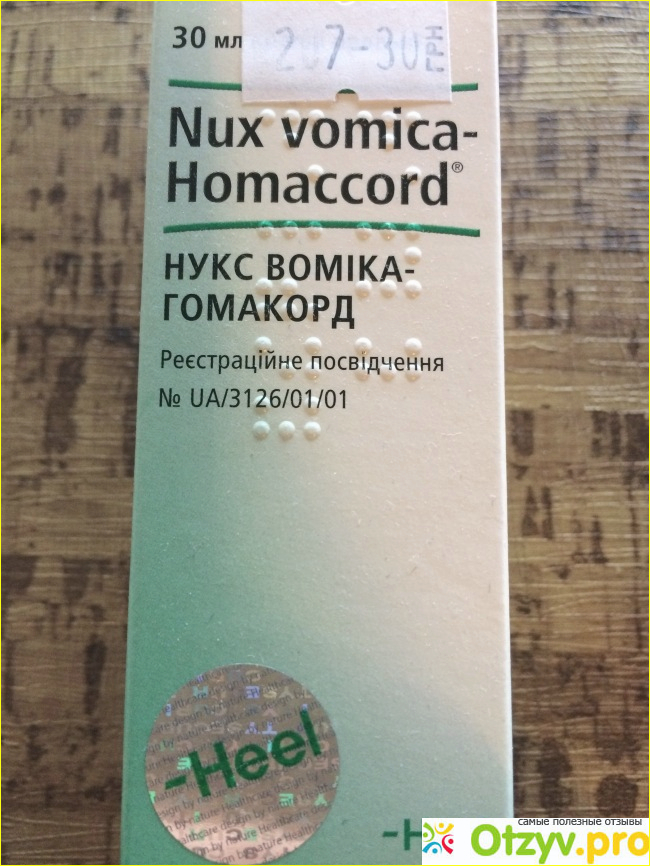 30 мл
207-30 ГРН
Nux vomica-
Homaccord®
НУКС ВОМІКА-
ГОМАКОРД
Реєстраційне посвідчення
№ UA/3126/01/01
-Heel
-H
самые полезные отзывы
Otzyv.pro